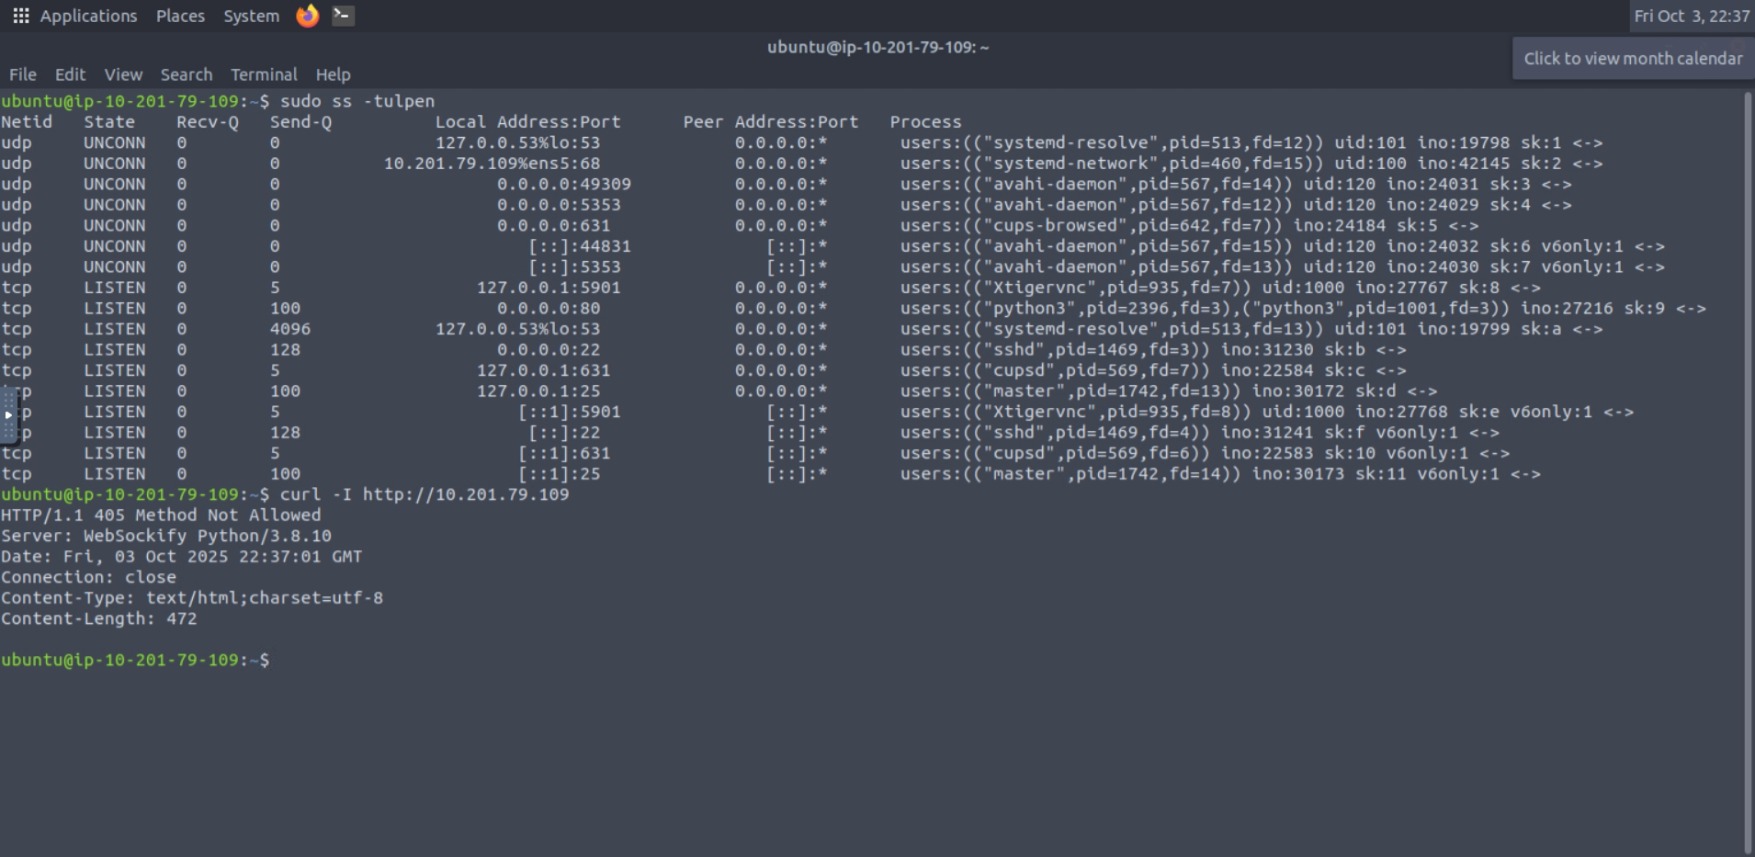 Applications Places System Fri Oct 3, 22:37
ubuntu@ip-10-201-79-109: ~
Click to view month calendar
File Edit View Search Terminal Help
ubuntu@ip-10-201-79-109:~$ sudo ss -tulpen
Netid State Recv-Q Send-Q Local Address:Port Peer Address:Port Process
udp UNCONN 0 0 127.0.0.53%lo:53 0.0.0.0:* users:(("systemd-resolve",pid=513,fd=12)) uid:101 ino:19798 sk:1 <->
udp UNCONN 0 0 10.201.79.109%ens5:68 0.0.0.0:* users:(("systemd-network",pid=460,fd=15)) uid:100 ino:42145 sk:2 <->
udp UNCONN 0 0 0.0.0.0:49309 0.0.0.0:* users:(("avahi-daemon",pid=567,fd=14)) uid:120 ino:24031 sk:3 <->
udp UNCONN 0 0 0.0.0.0:5353 0.0.0.0:* users:(("avahi-daemon",pid=567,fd=12)) uid:120 ino:24029 sk:4 <->
udp UNCONN 0 0 0.0.0.0:631 0.0.0.0:* users:(("cups-browsed",pid=642,fd=7)) ino:24184 sk:5 <->
udp UNCONN 0 0 [::]:44831 [::]:* users:(("avahi-daemon",pid=567,fd=15)) uid:120 ino:24032 sk:6 v6only:1 <->
udp UNCONN 0 0 [::]:5353 [::]:* users:(("avahi-daemon",pid=567,fd=13)) uid:120 ino:24030 sk:7 v6only:1 <->
tcp LISTEN 0 5 127.0.0.1:5901 0.0.0.0:* users:(("Xtigervnc",pid=935,fd=7)) uid:1000 ino:27767 sk:8 <->
tcp LISTEN 0 100 0.0.0.0:80 0.0.0.0:* users:(("python3",pid=2396,fd=3),("python3",pid=1001,fd=3)) ino:27216 sk:9 <->
tcp LISTEN 0 4096 127.0.0.53%lo:53 0.0.0.0:* users:(("systemd-resolve",pid=513,fd=13)) uid:101 ino:19799 sk:a <->
tcp LISTEN 0 128 0.0.0.0:22 0.0.0.0:* users:(("sshd",pid=1469,fd=3)) ino:31230 sk:b <->
tcp LISTEN 0 5 127.0.0.1:631 0.0.0.0:* users:(("cupsd",pid=569,fd=7)) ino:22584 sk:c <->
cp LISTEN 0 100 127.0.0.1:25 0.0.0.0:* users:(("master",pid=1742,fd=13)) ino:30172 sk:d <->
p LISTEN 0 5 [::1]:5901 [::]:* users:(("Xtigervnc",pid=935,fd=8)) uid:1000 ino:27768 sk:e v6only:1 <->
p LISTEN 0 128 [::]:22 [::]:* users:(("sshd",pid=1469,fd=4)) ino:31241 sk:f v6only:1 <->
tcp LISTEN 0 5 [::1]:631 [::]:* users:(("cupsd",pid=569,fd=6)) ino:22583 sk:10 v6only:1 <->
tcp LISTEN 0 100 [::1]:25 [::]:* users:(("master",pid=1742,fd=14)) ino:30173 sk:11 v6only:1 <->
ubuntu@ip-10-201-79-109:~$ curl -I http://10.201.79.109
HTTP/1.1 405 Method Not Allowed
Server: WebSockify Python/3.8.10
Date: Fri, 03 Oct 2025 22:37:01 GMT
Connection: close
Content-Type: text/html;charset=utf-8
Content-Length: 472
ubuntu@ip-10-201-79-109:~$